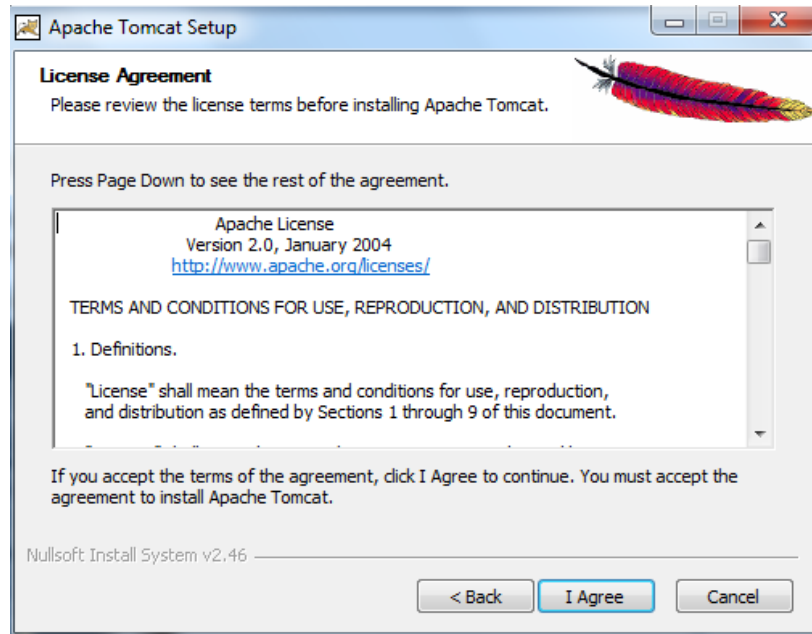 Apache Tomcat Setup
License Agreement
Please review the license terms before installing Apache Tomcat.
Press Page Down to see the rest of the agreement.
Apache License
Version 2.0, January 2004
http://www.apache.org/licenses/
TERMS AND CONDITIONS FOR USE, REPRODUCTION, AND DISTRIBUTION
1. Definitions.
"License" shall mean the terms and conditions for use, reproduction,
and distribution as defined by Sections 1 through 9 of this document.
If you accept the terms of the agreement, click I Agree to continue. You must accept the
agreement to install Apache Tomcat.
Nullsoft Install System v2.46
< Back
I Agree
Cancel